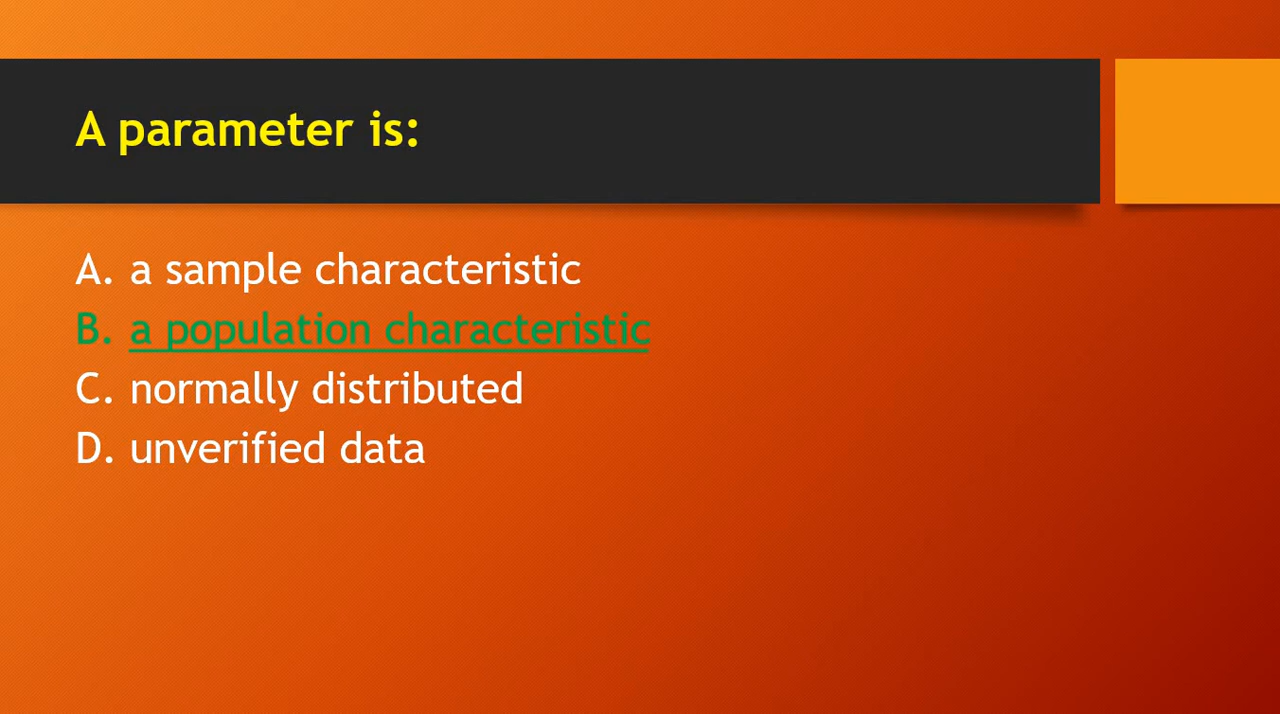 A parameter is:
A. a sample characteristic
B. a population characteristic
C. normally distributed
D. unverified data